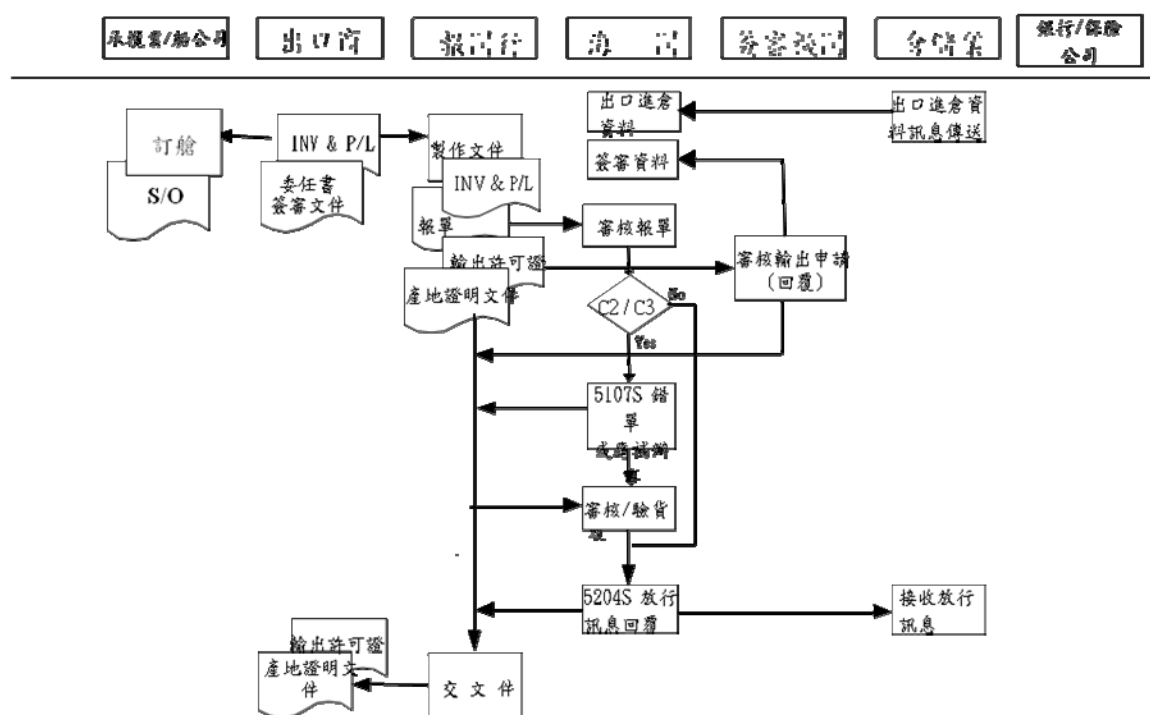 承攬業/船公司
出口商
報關行
海 關
簽審機關
倉儲業
銀行/保險
公司
出口進倉
資料
出口進倉資
料訊息傳送
訂艙
INV & P/L
製作文件
簽審資料
S/O
委任書
簽審文件
INV & P/L
報單
審核報單
輸出許可證
審核輸出申請
(回覆)
產地證明文件
C2/C3
No
Yes
5107S 錯
單
審核/驗貨
5204S 放行
訊息回覆
接收放行
訊息
輸出許可證
產地證明文
件
交 文 件